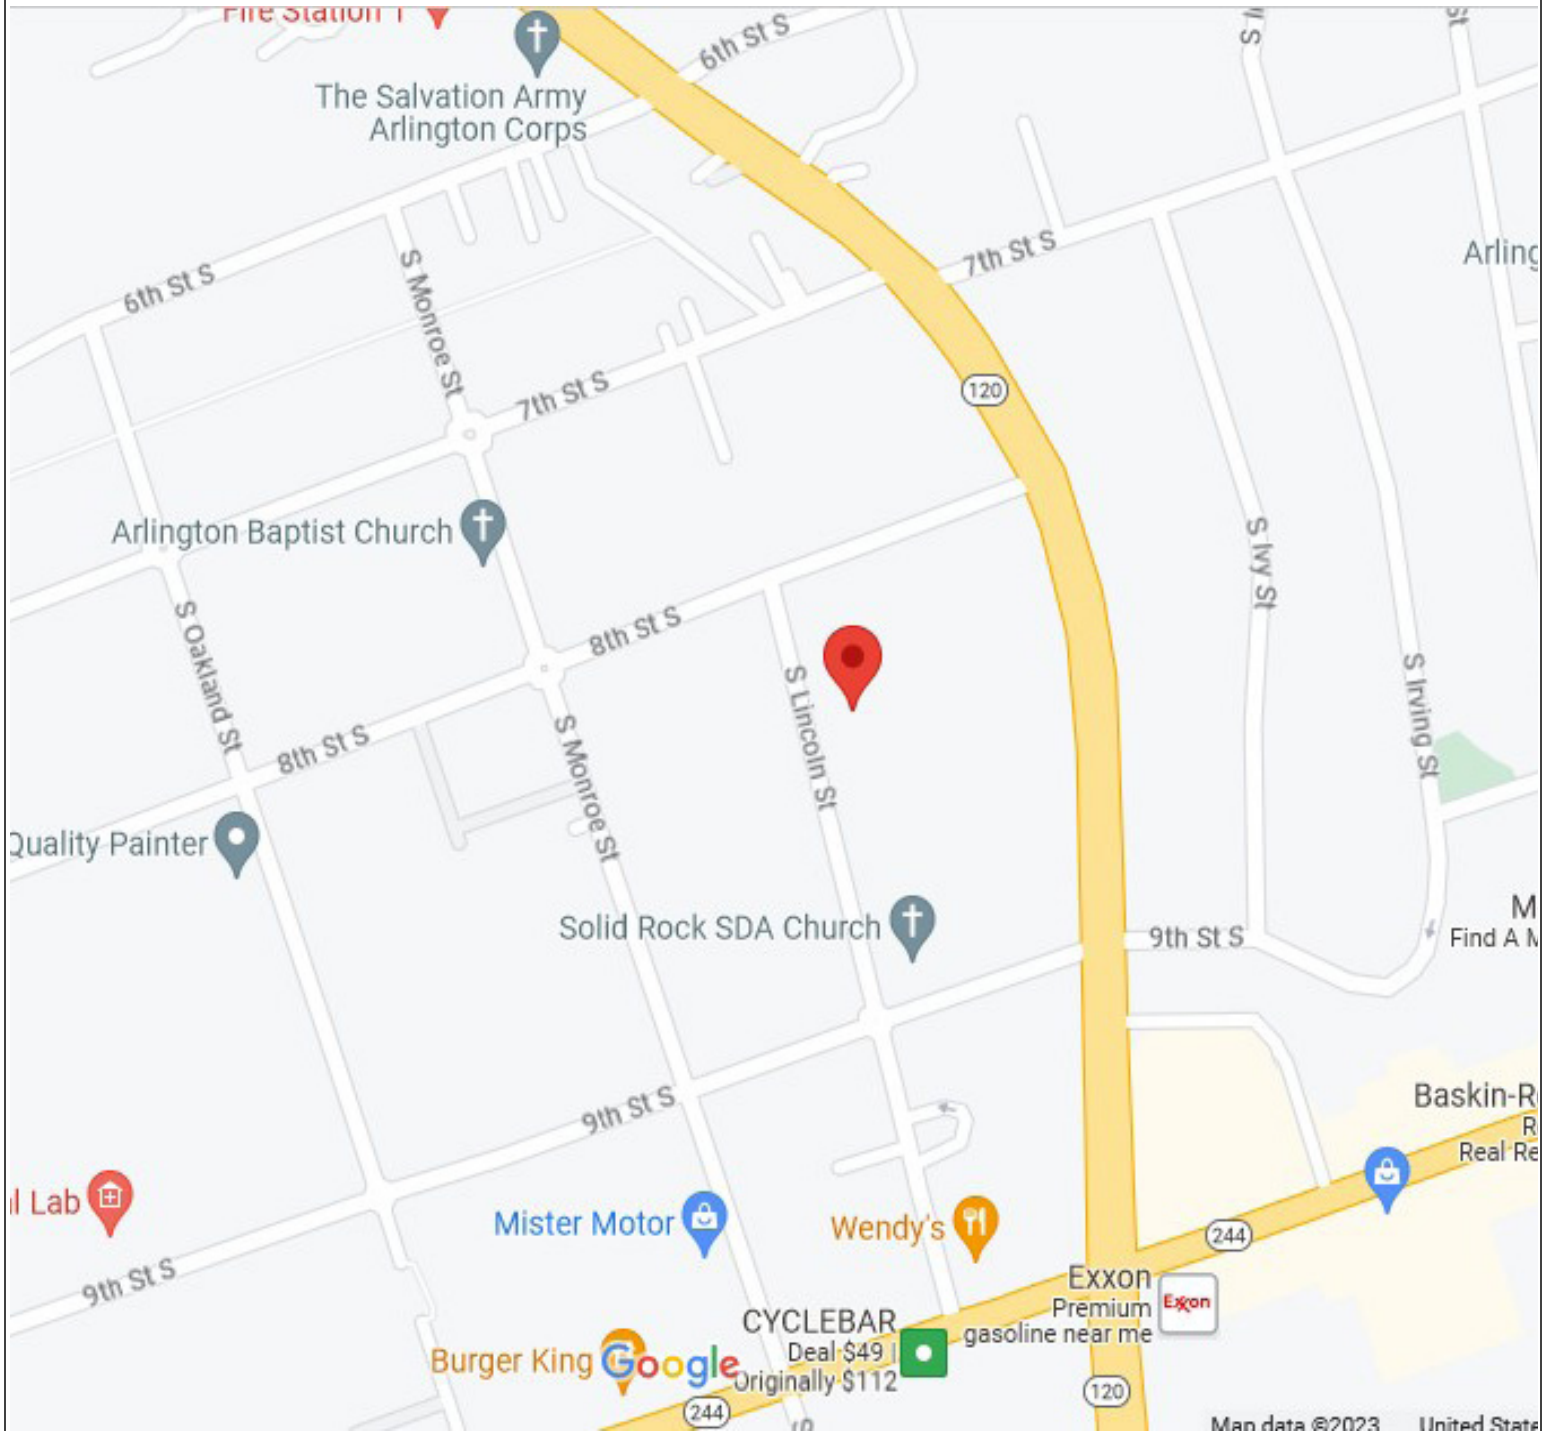 Fire Station 1
The Salvation Army
Arlington Corps
6th St S
6th St S
S Monroe St
7th St S
7th St S
120
Arling
Arlington Baptist Church
S Oakland St
8th St S
8th St S
S Monroe St
S Lincoln St
S Ivy St
S Irving St
Quality Painter
Solid Rock SDA Church
9th St S
M
Find A M
9th St S
9th St S
l Lab
Mister Motor
Wendy's
Baskin-R
R
Real Re
244
Exxon
Premium
gasoline near me
Exxon
CYCLEBAR
Deal $49 |
Originally $112
Burger King
Google
244
120
Map data ©2023
United State